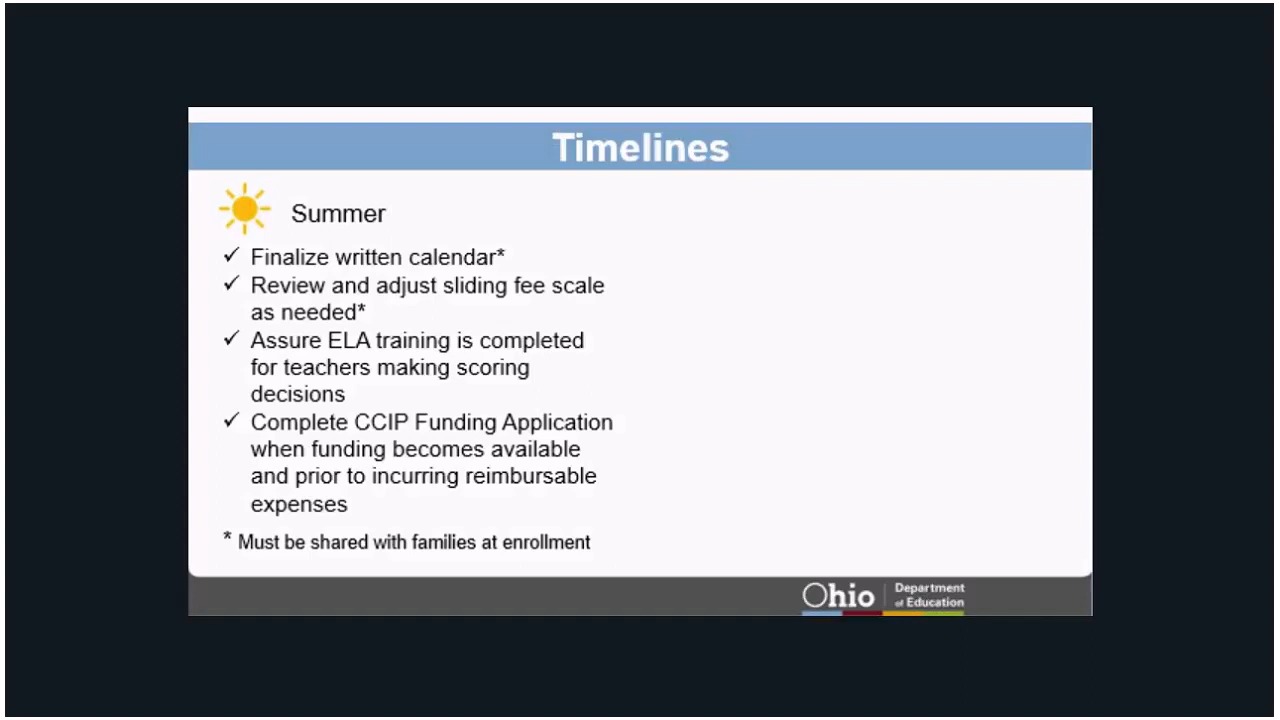 Timelines
Summer
✓ Finalize written calendar*
✓ Review and adjust sliding fee scale
as needed*
✓ Assure ELA training is completed
for teachers making scoring
decisions
✓ Complete CCIP Funding Application
when funding becomes available
and prior to incurring reimbursable
expenses
* Must be shared with families at enrollment
Ohio
Department
of Education